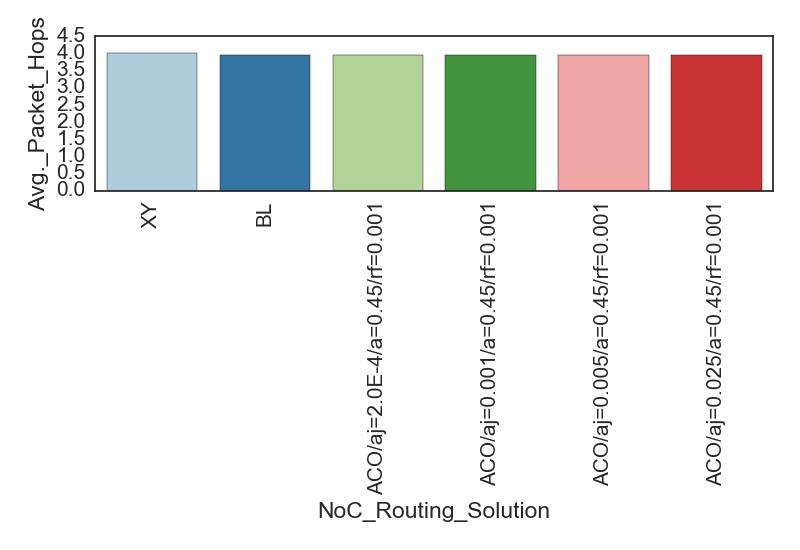 Avg._Packet_Hops
4.5
4.0
3.5
3.0
2.5
2.0
1.5
1.0
0.5
0.0
XY
BL
ACO/aj=2.0E-4/a=0.45/rf=0.001
ACO/aj=0.001/a=0.45/rf=0.001
ACO/aj=0.005/a=0.45/rf=0.001
ACO/aj=0.025/a=0.45/rf=0.001
NoC_Routing_Solution